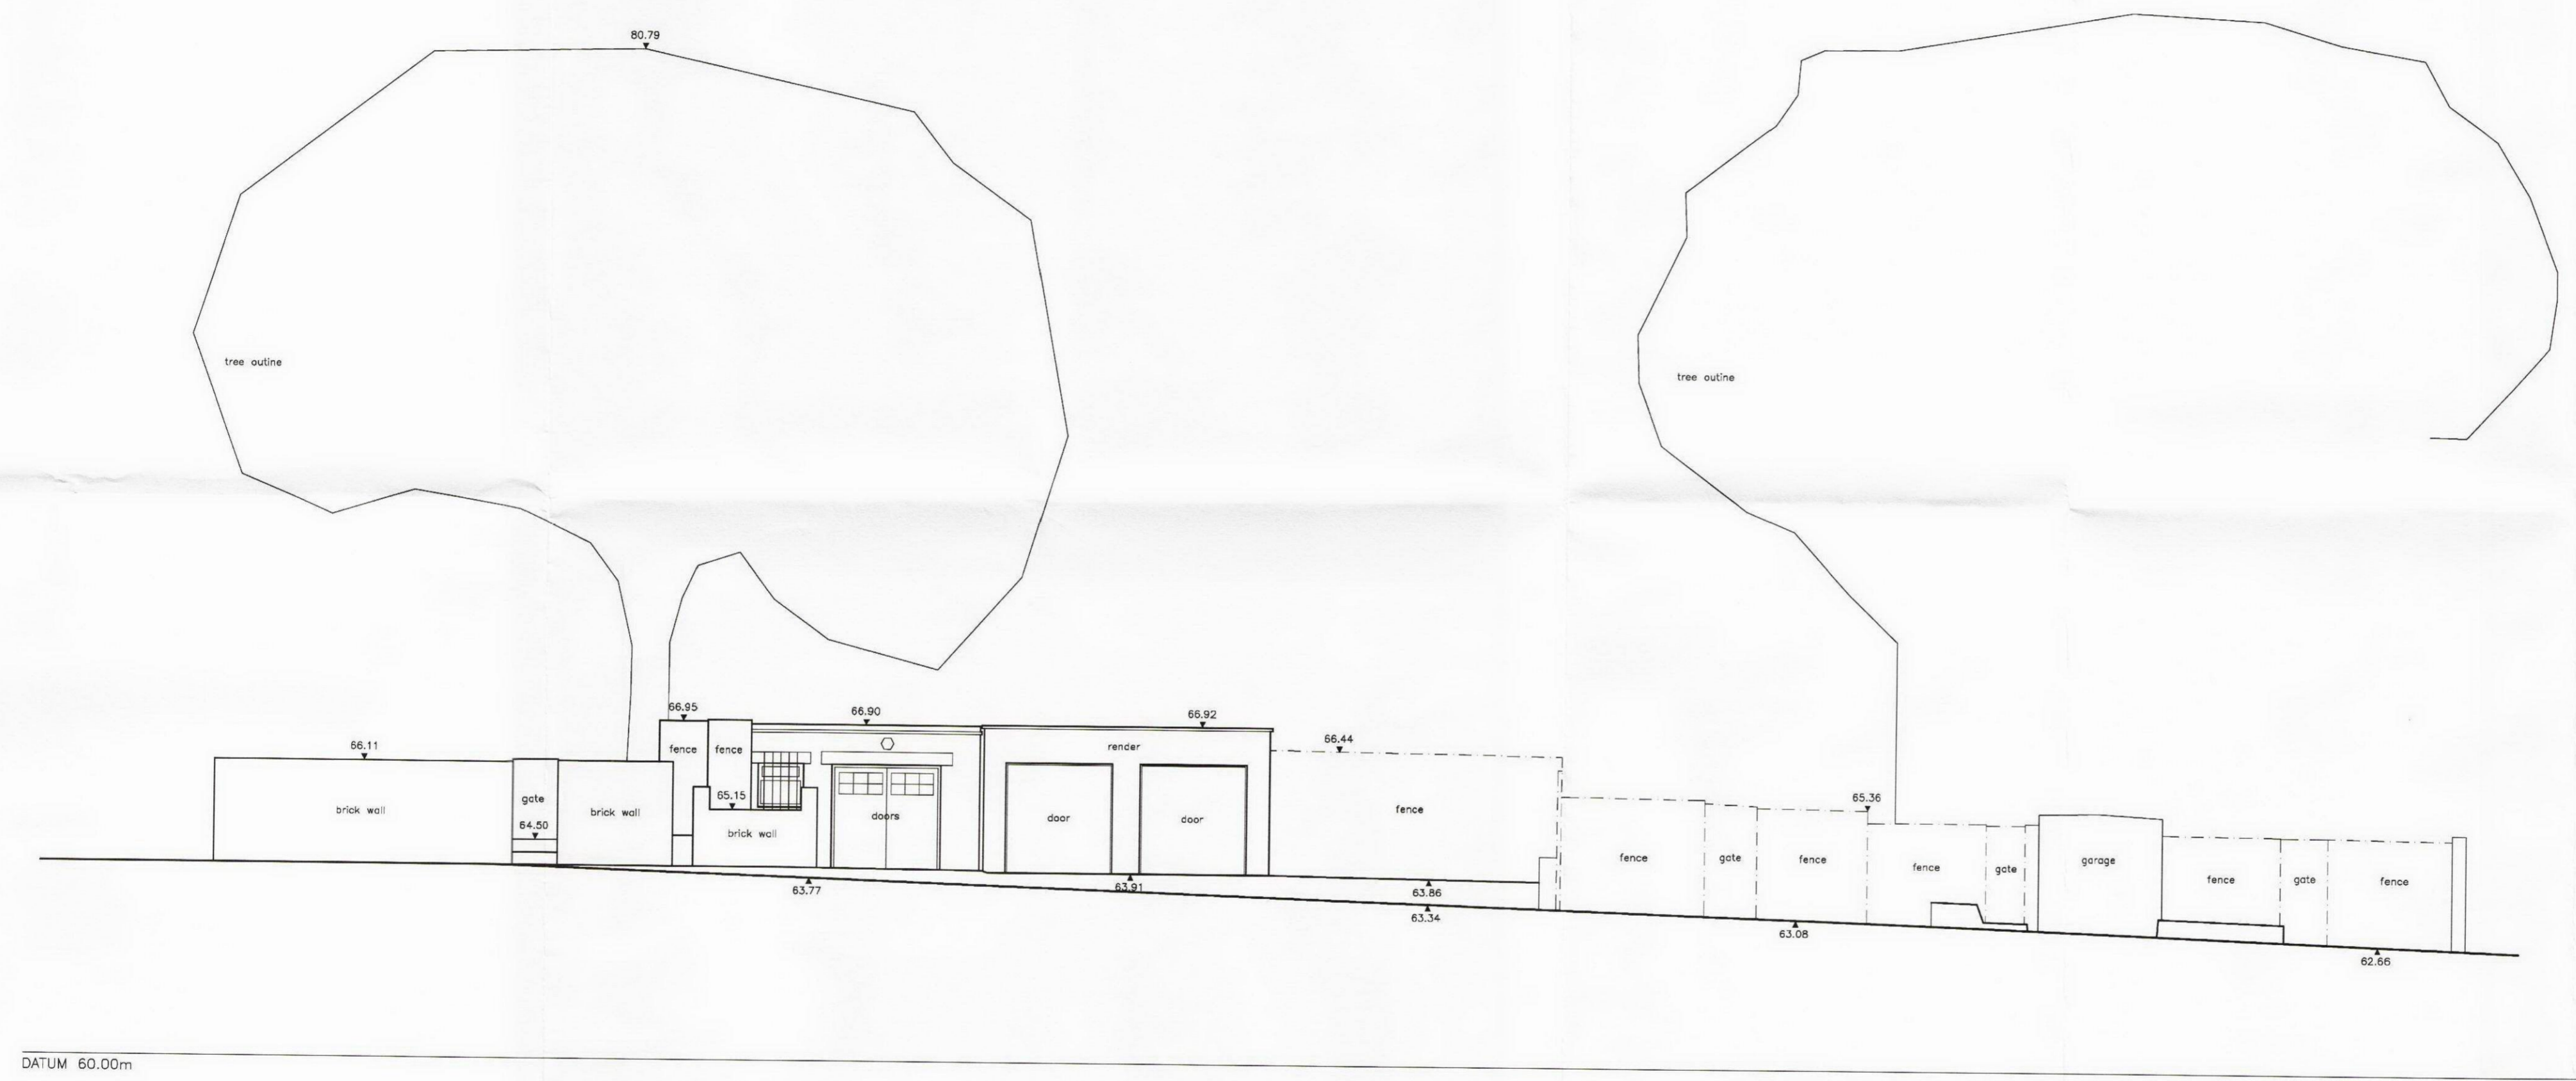 80.79
tree outine
tree outine
66.95
66.90
66.92
66.11
66.44
fence
fence
render
65.15
65.36
gate
64.50
brick wall
brick wall
brick wall
doors
door
door
fence
fence
gate
fence
fence
gate
garage
fence
gate
fence
63.77
63.91
63.86
63.34
63.08
62.66
DATUM 60.00m